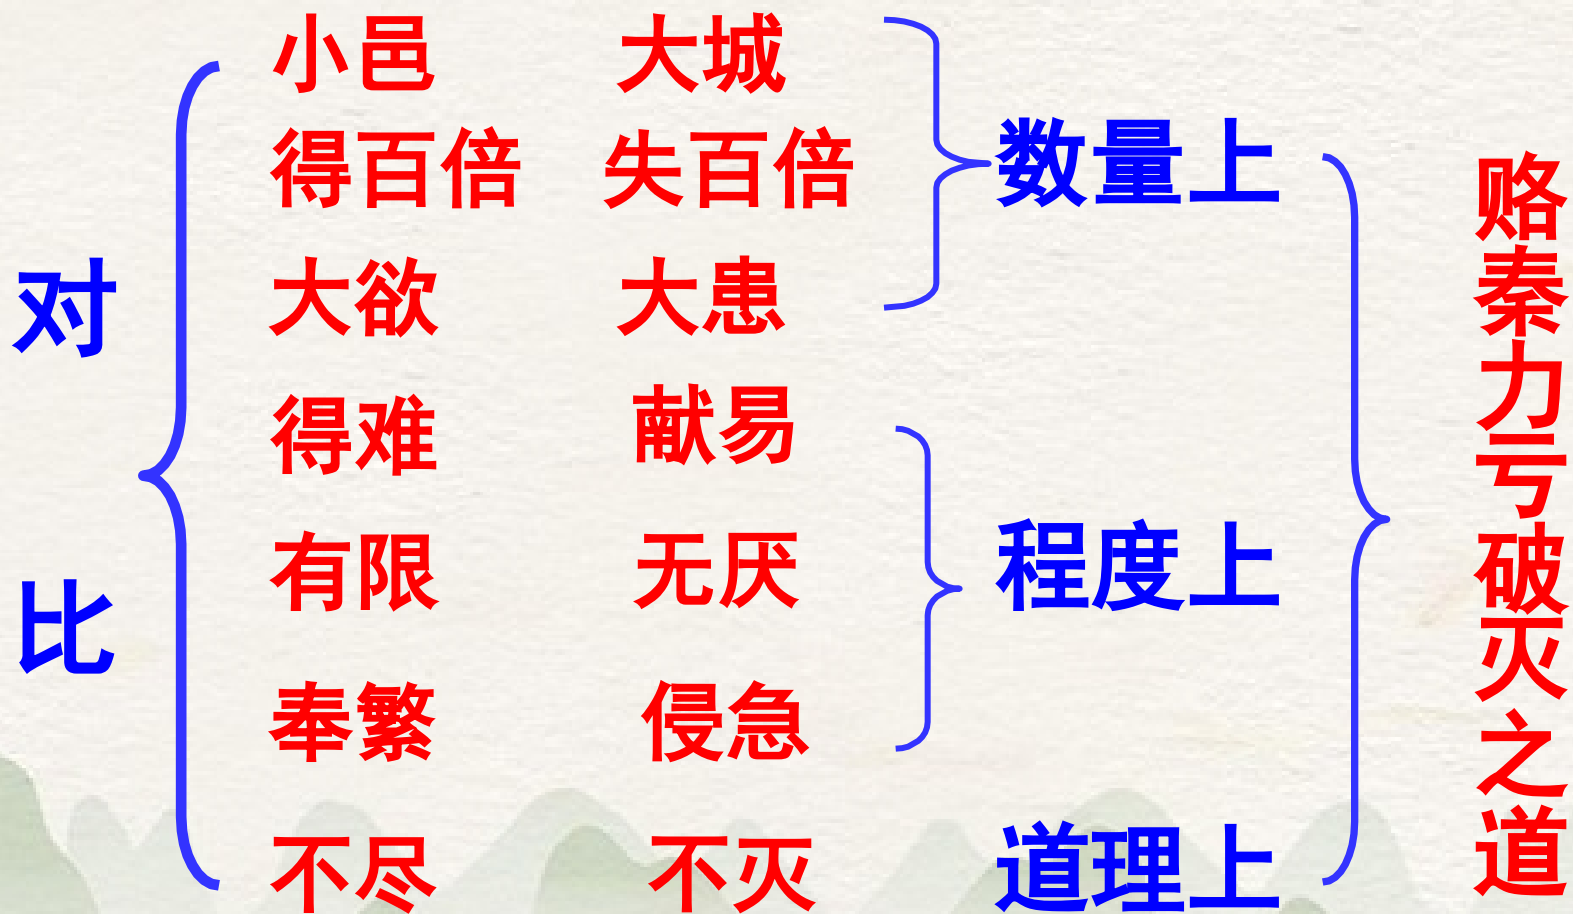 对比
小邑 大城
得百倍 失百倍
大欲 大患
数量上
得难 献易
有限 无厌
奉繁 侵急
程度上
不尽 不灭
道理上
赂秦力亏破灭之道